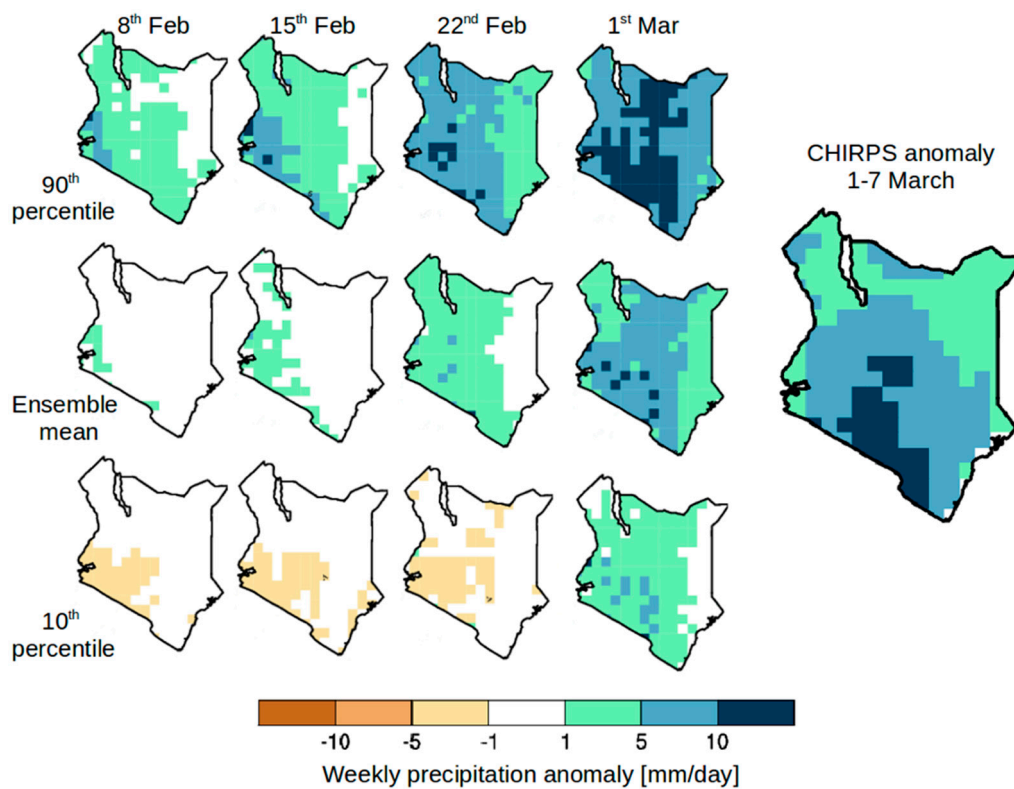 8th Feb
15th Feb
22nd Feb
1st Mar
90th
percentile
Ensemble
mean
10th
percentile
CHIRPS anomaly
1-7 March
-10
-5
-1
1
5
10
Weekly precipitation anomaly [mm/day]